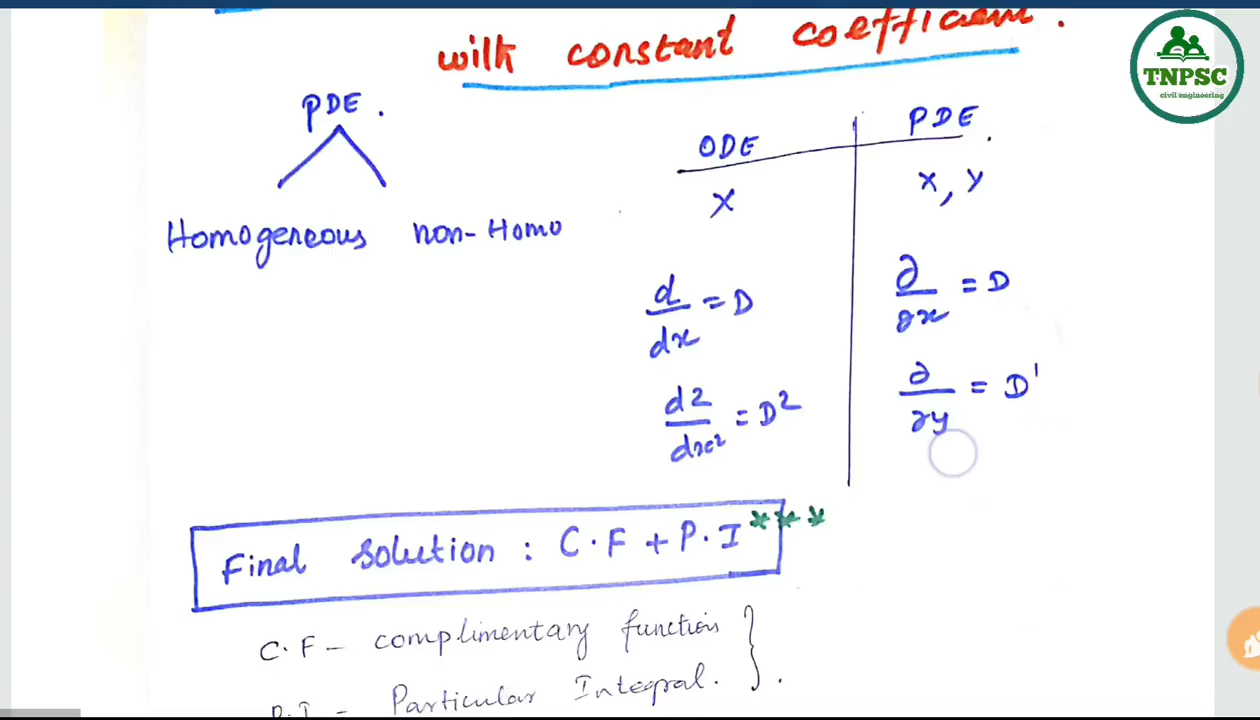 with constant coefficient.
TNPSC
civil engineering
PDE.
Homogeneous non-Homo
ODE PDE.
x x, y
d/dx = D ∂/∂x = D
d2/dx² = D² ∂/∂y = D'
Final solution : C.F + P.I ***
C.F - complimentary function
P.I - Particular Integral.